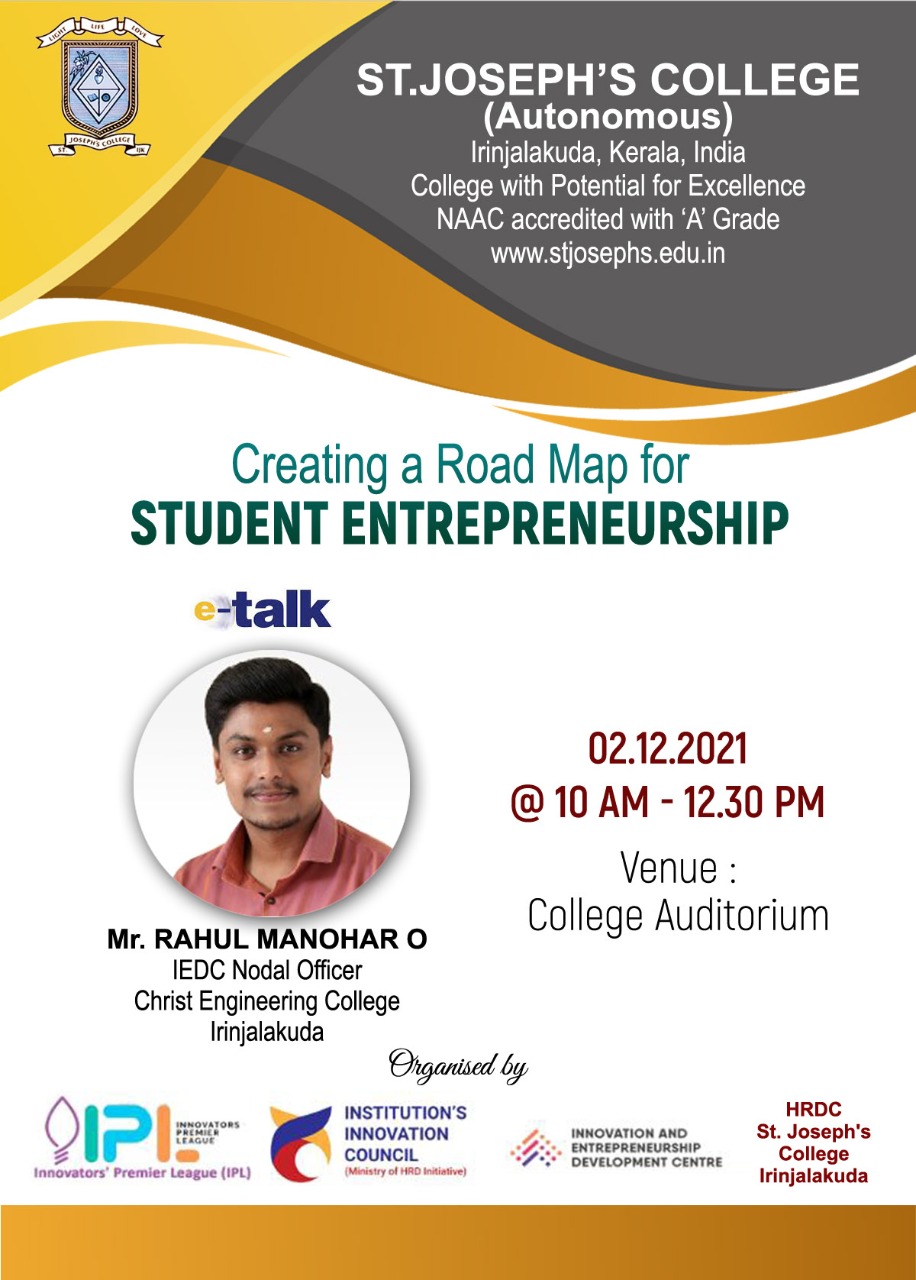 LIGHT LIFE LOVE
ST. JOSEPH'S COLLEGE IJK
ST.JOSEPH'S COLLEGE
(Autonomous)
Irinjalakuda, Kerala, India
College with Potential for Excellence
NAAC accredited with ‘A’ Grade
www.stjosephs.edu.in
Creating a Road Map for
STUDENT ENTREPRENEURSHIP
e-talk
02.12.2021
@ 10 AM - 12.30 PM
Venue :
College Auditorium
Mr. RAHUL MANOHAR O
IEDC Nodal Officer
Christ Engineering College
Irinjalakuda
Organised by
IPL
INNOVATORS
PREMIER
LEAGUE
Innovators' Premier League (IPL)
INSTITUTION'S
INNOVATION
COUNCIL
(Ministry of HRD Initiative)
INNOVATION AND
ENTREPRENEURSHIP
DEVELOPMENT CENTRE
HRDC
St. Joseph's
College
Irinjalakuda